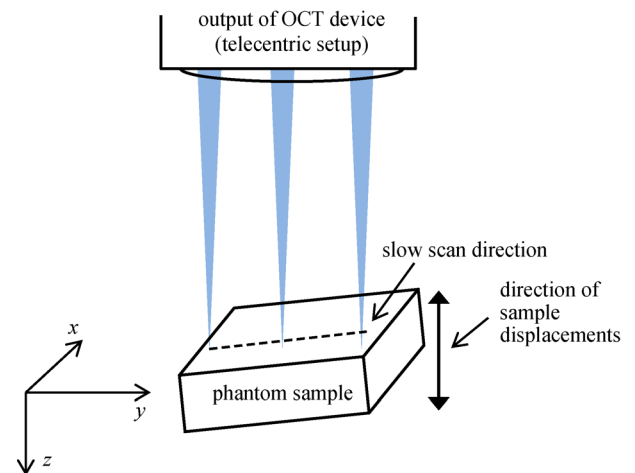 output of OCT device
(telecentric setup)
slow scan direction
direction of
sample
displacements
x
phantom sample
y
z